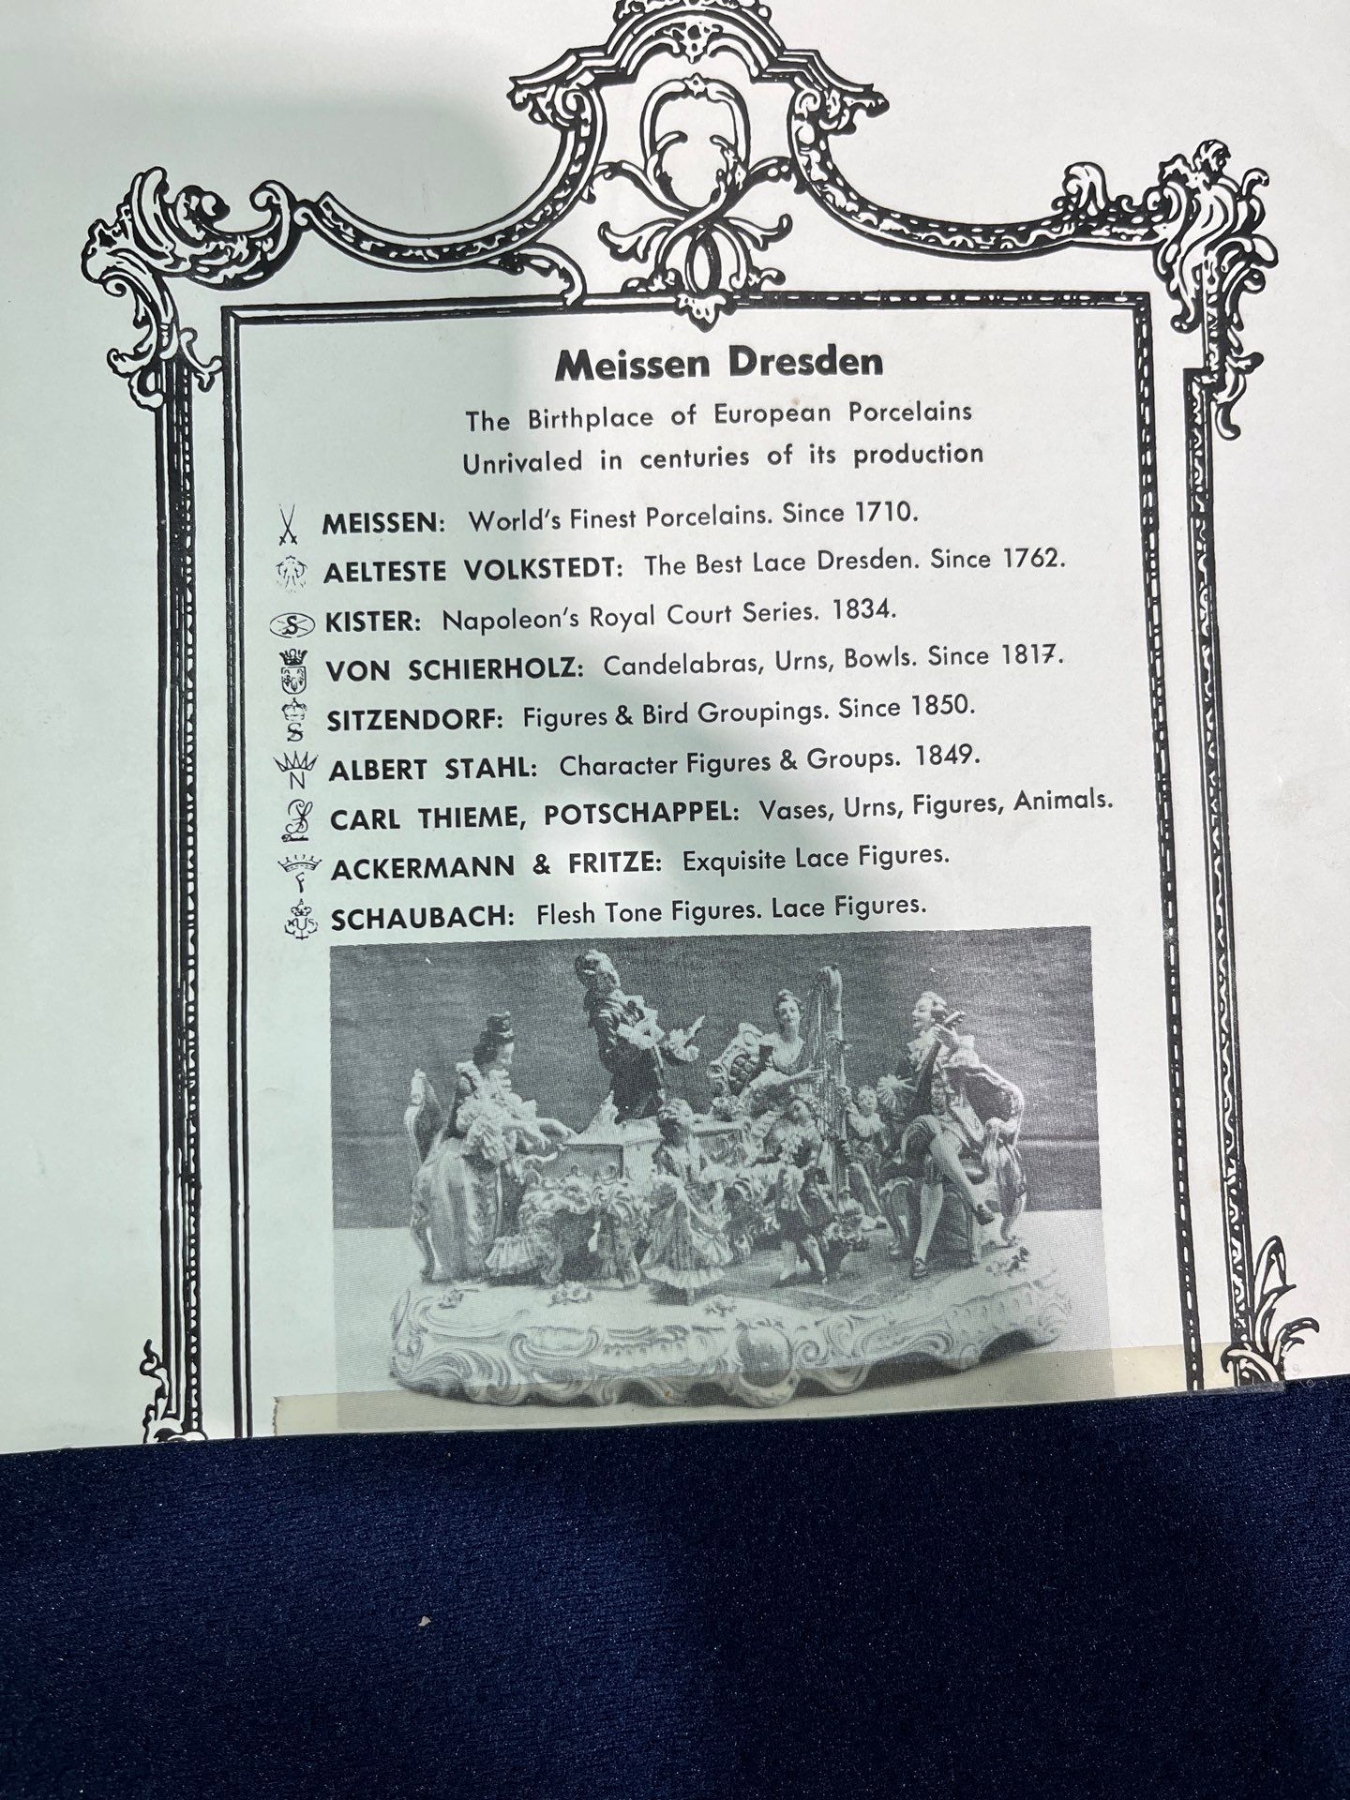 Meissen Dresden
The Birthplace of European Porcelains
Unrivaled in centuries of its production
MEISSEN: World's Finest Porcelains. Since 1710.
AELTESTE VOLKSTEDT: The Best Lace Dresden. Since 1762.
S KISTER: Napoleon's Royal Court Series. 1834.
VON SCHIERHOLZ: Candelabras, Urns, Bowls. Since 1817.
S SITZENDORF: Figures & Bird Groupings. Since 1850.
N ALBERT STAHL: Character Figures & Groups. 1849.
CARL THIEME, POTSCHAPPEL: Vases, Urns, Figures, Animals.
F ACKERMANN & FRITZE: Exquisite Lace Figures.
SCHAUBACH: Flesh Tone Figures. Lace Figures.